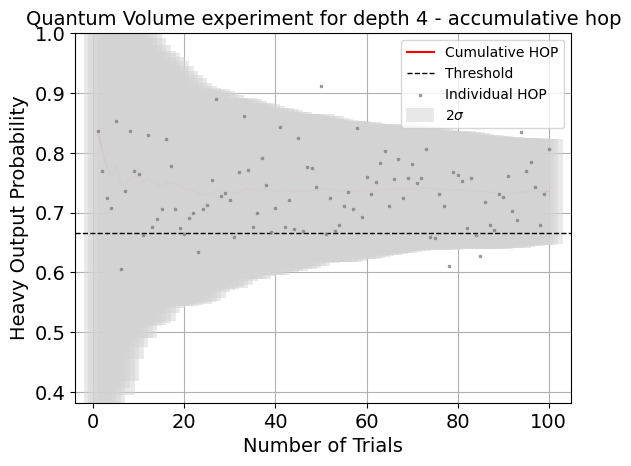 Quantum Volume experiment for depth 4 - accumulative hop
1.0
0.9
0.8
0.7
0.6
0.5
0.4
Heavy Output Probability
Cumulative HOP
Threshold
Individual HOP
2σ
0 20 40 60 80 100
Number of Trials